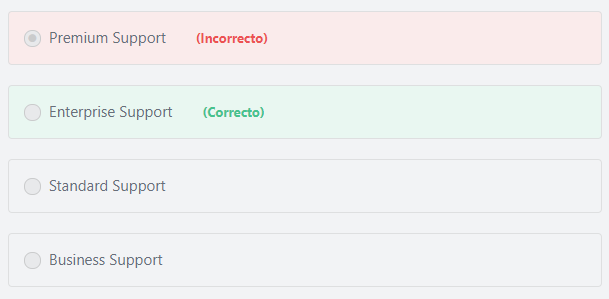 Premium Support (Incorrecto)
Enterprise Support (Correcto)
Standard Support
Business Support